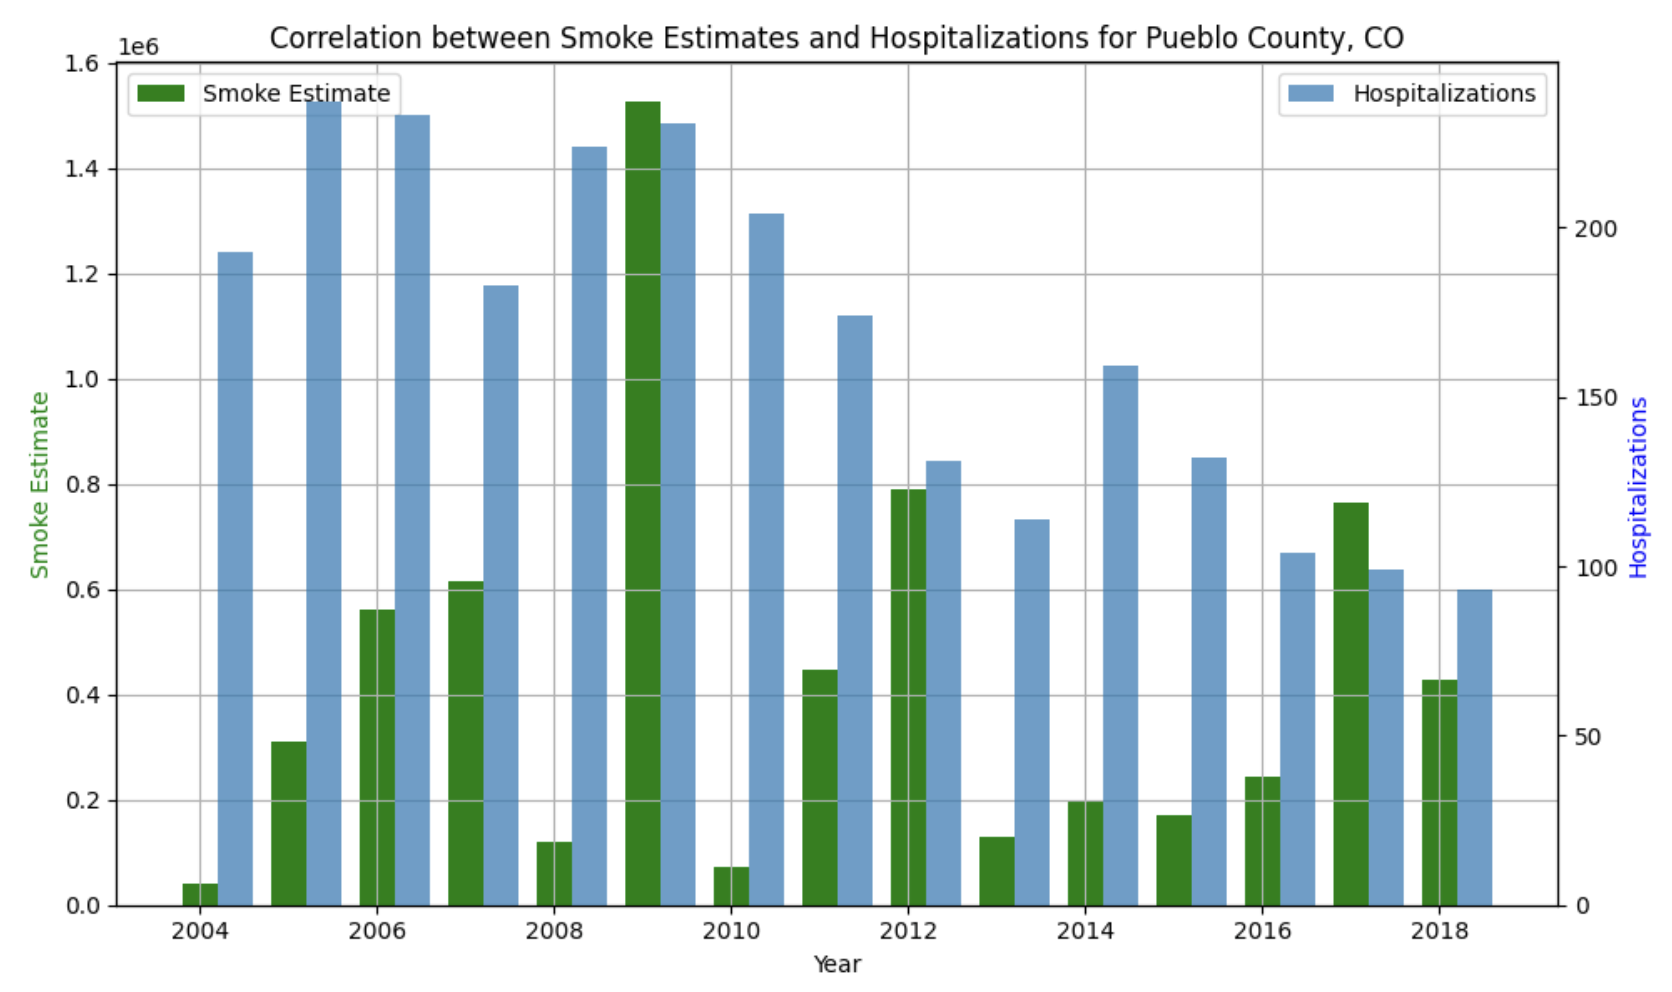 Correlation between Smoke Estimates and Hospitalizations for Pueblo County, CO
1e6
Smoke Estimate
Hospitalizations
1.6
1.4
1.2
1.0
0.8
0.6
0.4
0.2
0.0
Smoke Estimate
200
150
100
50
0
Hospitalizations
2004 2006 2008 2010 2012 2014 2016 2018
Year